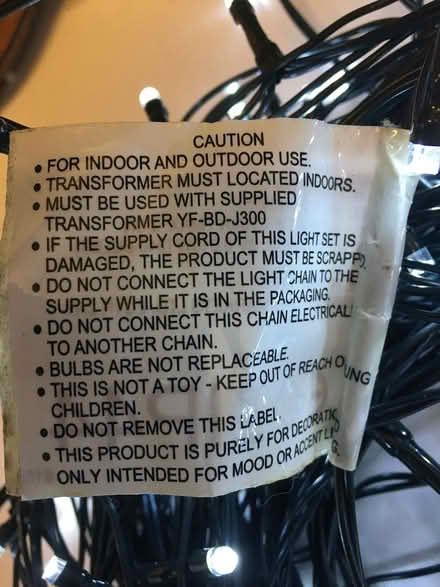 CAUTION
• FOR INDOOR AND OUTDOOR USE.
• TRANSFORMER MUST LOCATED INDOORS.
• MUST BE USED WITH SUPPLIED
TRANSFORMER YF-BD-J300
• IF THE SUPPLY CORD OF THIS LIGHT SET IS
DAMAGED, THE PRODUCT MUST BE SCRAPPD.
• DO NOT CONNECT THE LIGHT CHAIN TO THE
SUPPLY WHILE IT IS IN THE PACKAGING.
• DO NOT CONNECT THIS CHAIN ELECTRICALL
TO ANOTHER CHAIN.
• BULBS ARE NOT REPLACEABLE.
• THIS IS NOT A TOY - KEEP OUT OF REACH O UNG
CHILDREN.
• DO NOT REMOVE THIS LABEL.
• THIS PRODUCT IS PURELY FOR DECORATIV
ONLY INTENDED FOR MOOD OR ACCENT